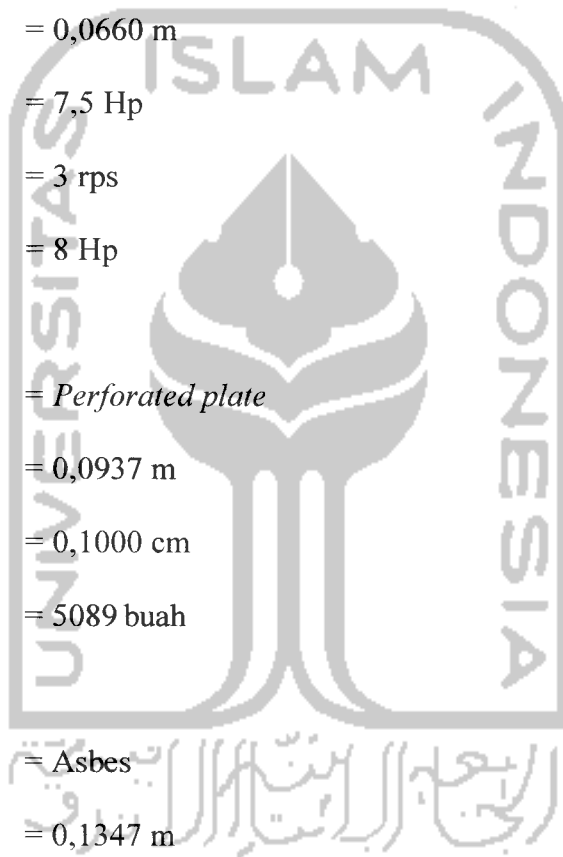 = 0,0660 m
ISLAM
= 7,5 Hp
= 3 rps
= 8 Hp
UNIVERSITAS
INDONESIA
= Perforated plate
= 0,0937 m
= 0,1000 cm
= 5089 buah
= Asbes
= 0,1347 m